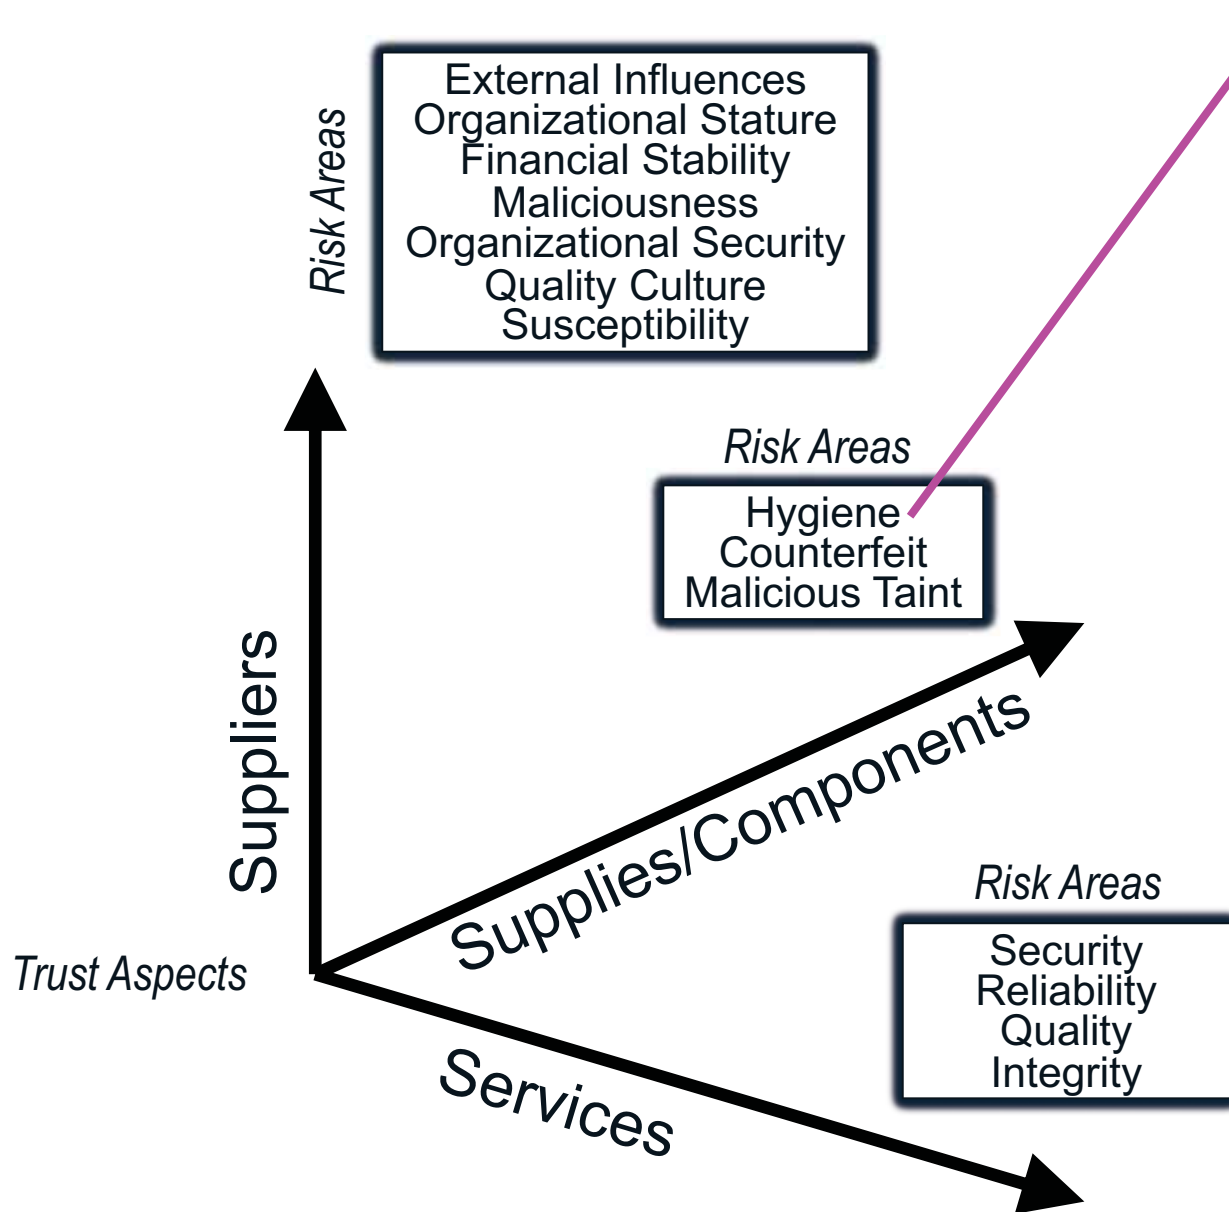 Risk Areas
External Influences
Organizational Stature
Financial Stability
Maliciousness
Organizational Security
Quality Culture
Susceptibility
Risk Areas
Hygiene
Counterfeit
Malicious Taint
Suppliers
Supplies/Components
Risk Areas
Security
Reliability
Quality
Integrity
Trust Aspects
Services